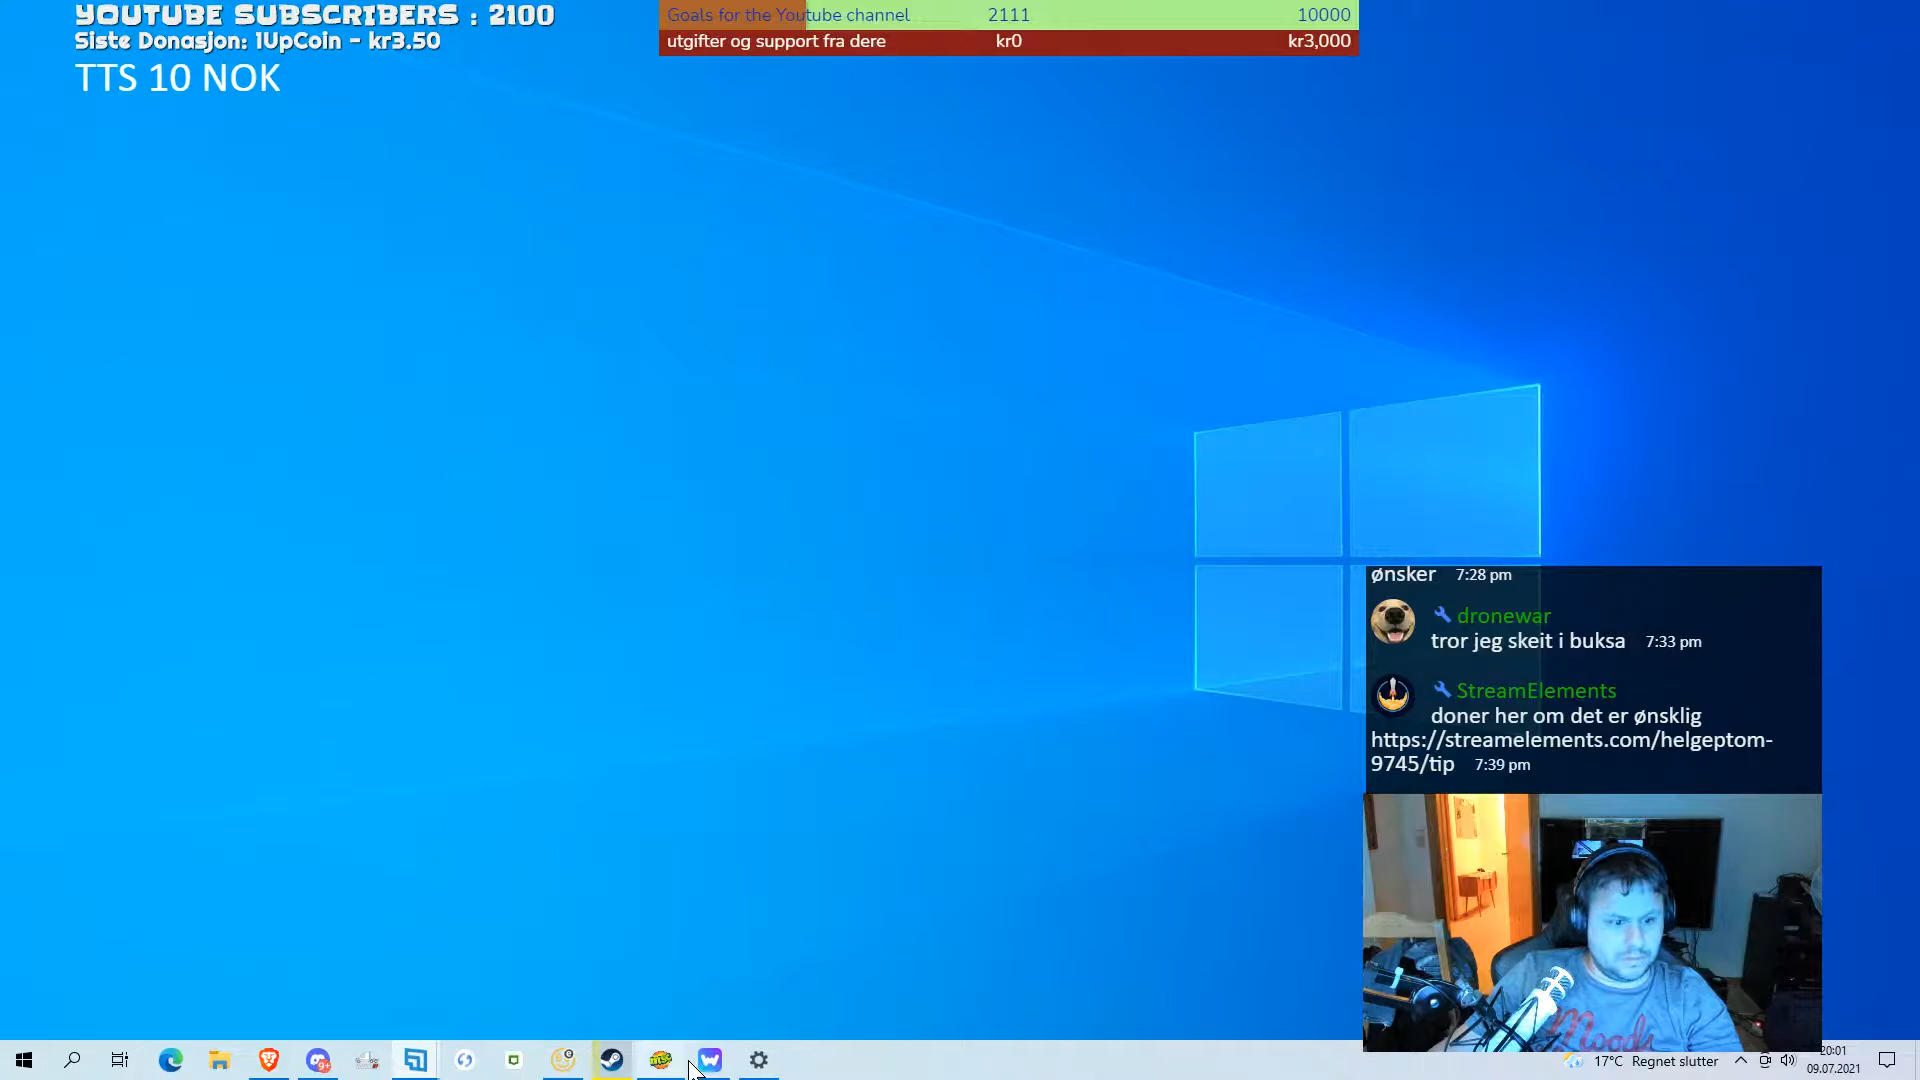 YOUTUBE SUBSCRIBERS : 2100
Siste Donasjon: 1UpCoin - kr3.50
TTS 10 NOK
Goals for the Youtube channel 2111 10000
utgifter og support fra dere kr0 kr3,000
ønsker 7:28 pm
dronewar
tror jeg skeit i buksa 7:33 pm
StreamElements
doner her om det er ønsklig
https://streamelements.com/helgeptom-
9745/tip 7:39 pm
Moods
9+
17°C Regnet slutter
20:01
09.07.2021